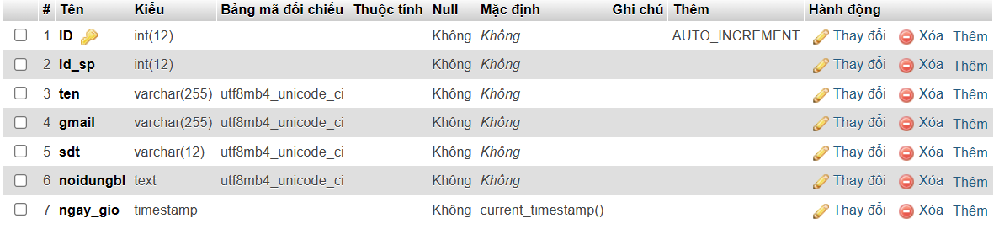 # Tên Kiểu Bảng mã đối chiếu Thuộc tính Null Mặc định Ghi chú Thêm Hành động
1 ID int(12) Không Không AUTO_INCREMENT Thay đổi Xóa Thêm
2 id_sp int(12) Không Không Thay đổi Xóa Thêm
3 ten varchar(255) utf8mb4_unicode_ci Không Không Thay đổi Xóa Thêm
4 gmail varchar(255) utf8mb4_unicode_ci Không Không Thay đổi Xóa Thêm
5 sdt varchar(12) utf8mb4_unicode_ci Không Không Thay đổi Xóa Thêm
6 noidungbl text utf8mb4_unicode_ci Không Không Thay đổi Xóa Thêm
7 ngay_gio timestamp Không current_timestamp() Thay đổi Xóa Thêm